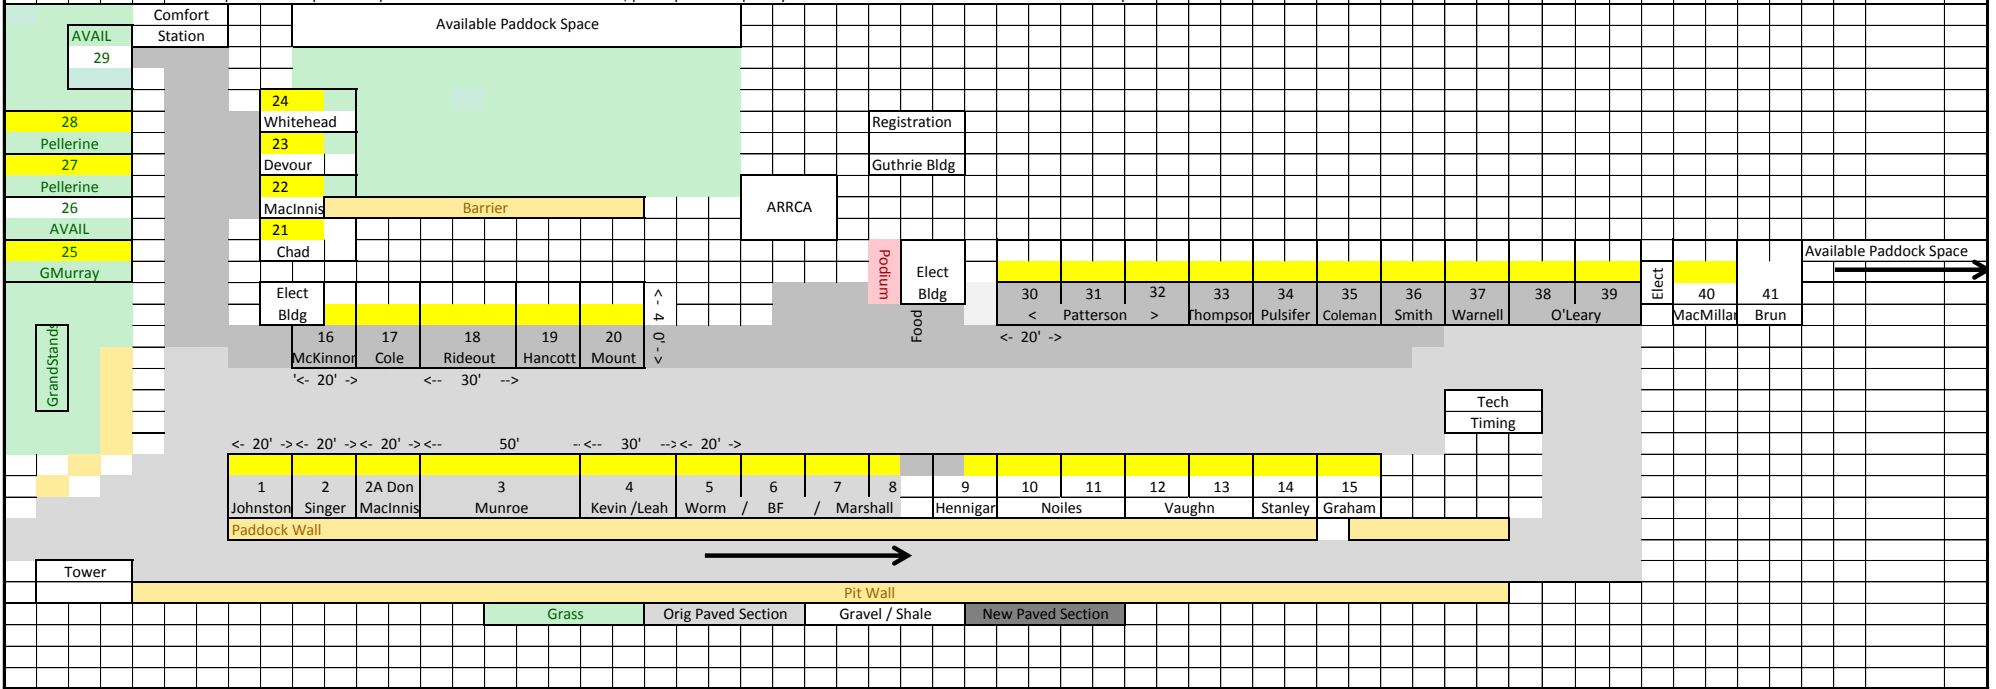 Comfort
Station
Available Paddock Space
AVAIL
29
24
Whitehead
28
Pellerine
23
Devour
27
Pellerine
22
MacInnis
Barrier
26
AVAIL
21
Chad
25
GMurray
Registration
Guthrie Bldg
ARRCA
Podium
Elect
Bldg
Food
Available Paddock Space
Elect
Bldg
<- 4 0'->
30 31 32 33 34 35 36 37 38 39
< Patterson > Thompson Pulsifer Coleman Smith Warnell O'Leary
Elect
40 41
MacMillar Brun
<- 20' ->
GrandStands
16 17 18 19 20
McKinnor Cole Rideout Hancott Mount
'<- 20' -> <-- 30' -->
Tech
Timing
<- 20' -> <- 20' -> <- 20' -> <-- 50' -- <-- 30' --> <- 20' ->
1 2 2A Don 3 4 5 6 7 8 9 10 11 12 13 14 15
Johnston Singer MacInnis Munroe Kevin /Leah Worm / BF / Marshall Hennigar Noiles Vaughn Stanley Graham
Paddock Wall
Tower
Pit Wall
Grass Orig Paved Section Gravel / Shale New Paved Section